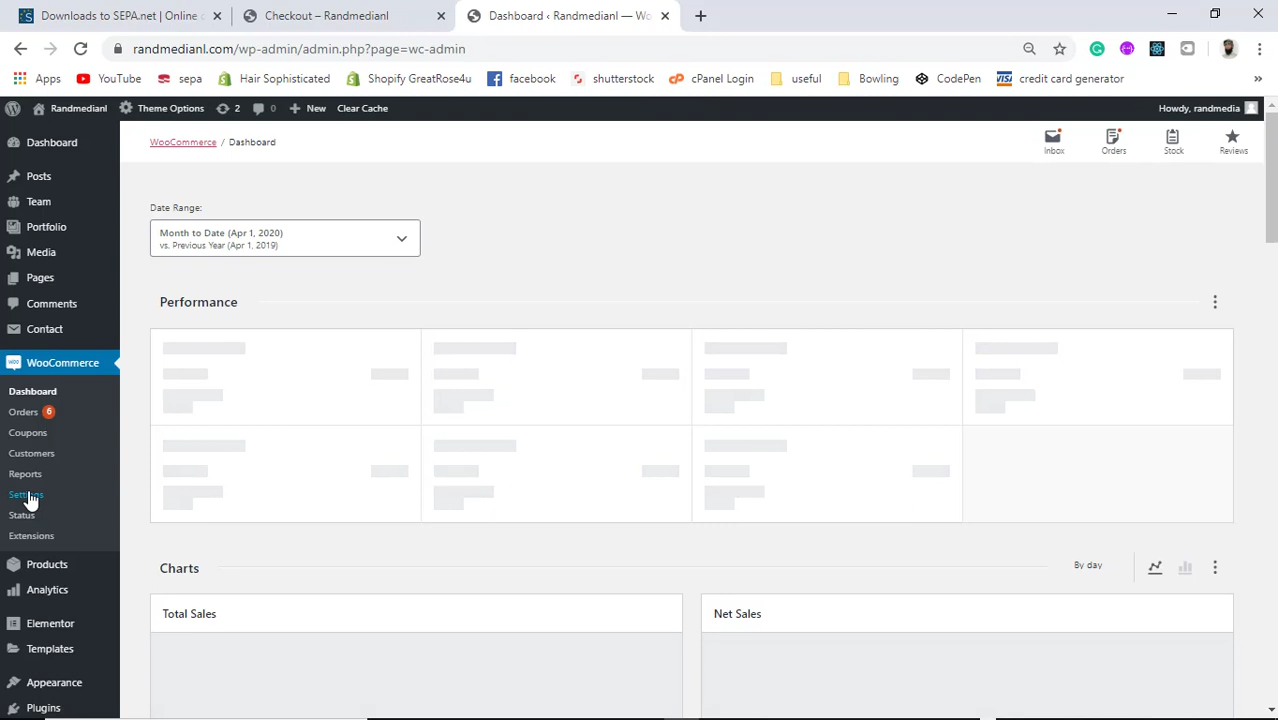 Downloads to SEPA.net | Online
Checkout – Randmedianl
Dashboard ‹ Randmedianl — Wo
randmedianl.com/wp-admin/admin.php?page=wc-admin
Apps YouTube sepa Hair Sophisticated Shopify GreatRose4u facebook shutterstock cPanel Login useful Bowling CodePen credit card generator »
Randmedianl Theme Options 2 0 New Clear Cache Howdy, randmedia
Dashboard
Posts
Team
Portfolio
Media
Pages
Comments
Contact
WooCommerce
Dashboard
Orders 6
Coupons
Customers
Reports
Settings
Status
Extensions
Products
Analytics
Elementor
Templates
Appearance
Plugins
WooCommerce / Dashboard
Inbox Orders Stock Reviews
Date Range:
Month to Date (Apr 1, 2020)
vs. Previous Year (Apr 1, 2019)
Performance
Charts By day
Total Sales Net Sales